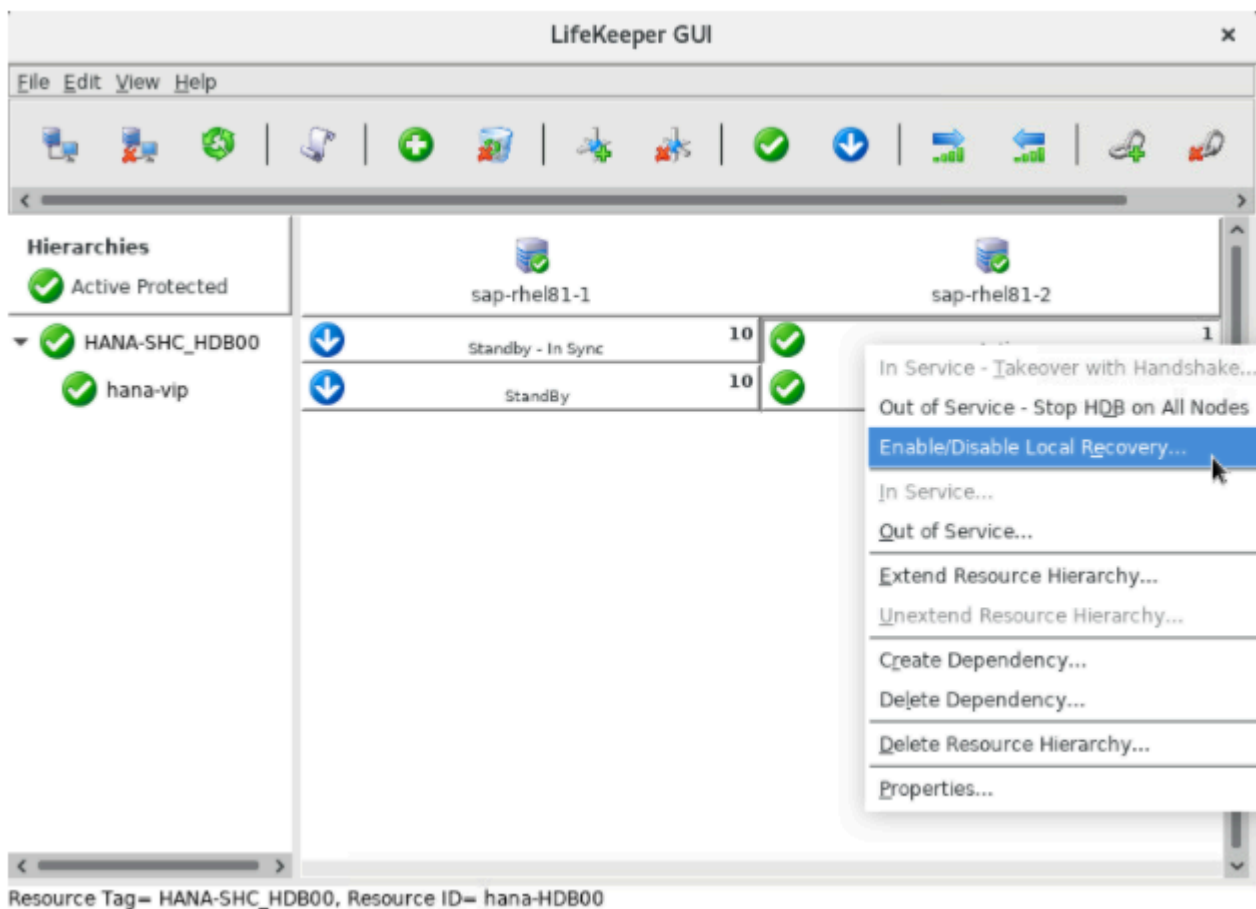 LifeKeeper GUI
File Edit View Help
Hierarchies
Active Protected
sap-rhel81-1
sap-rhel81-2
HANA-SHC_HDB00
Standby - In Sync
10
1
hana-vip
StandBy
10
In Service - Takeover with Handshake...
Out of Service - Stop HDB on All Nodes
Enable/Disable Local Recovery...
In Service...
Out of Service...
Extend Resource Hierarchy...
Unextend Resource Hierarchy...
Create Dependency...
Delete Dependency...
Delete Resource Hierarchy...
Properties...
Resource Tag= HANA-SHC_HDB00, Resource ID= hana-HDB00